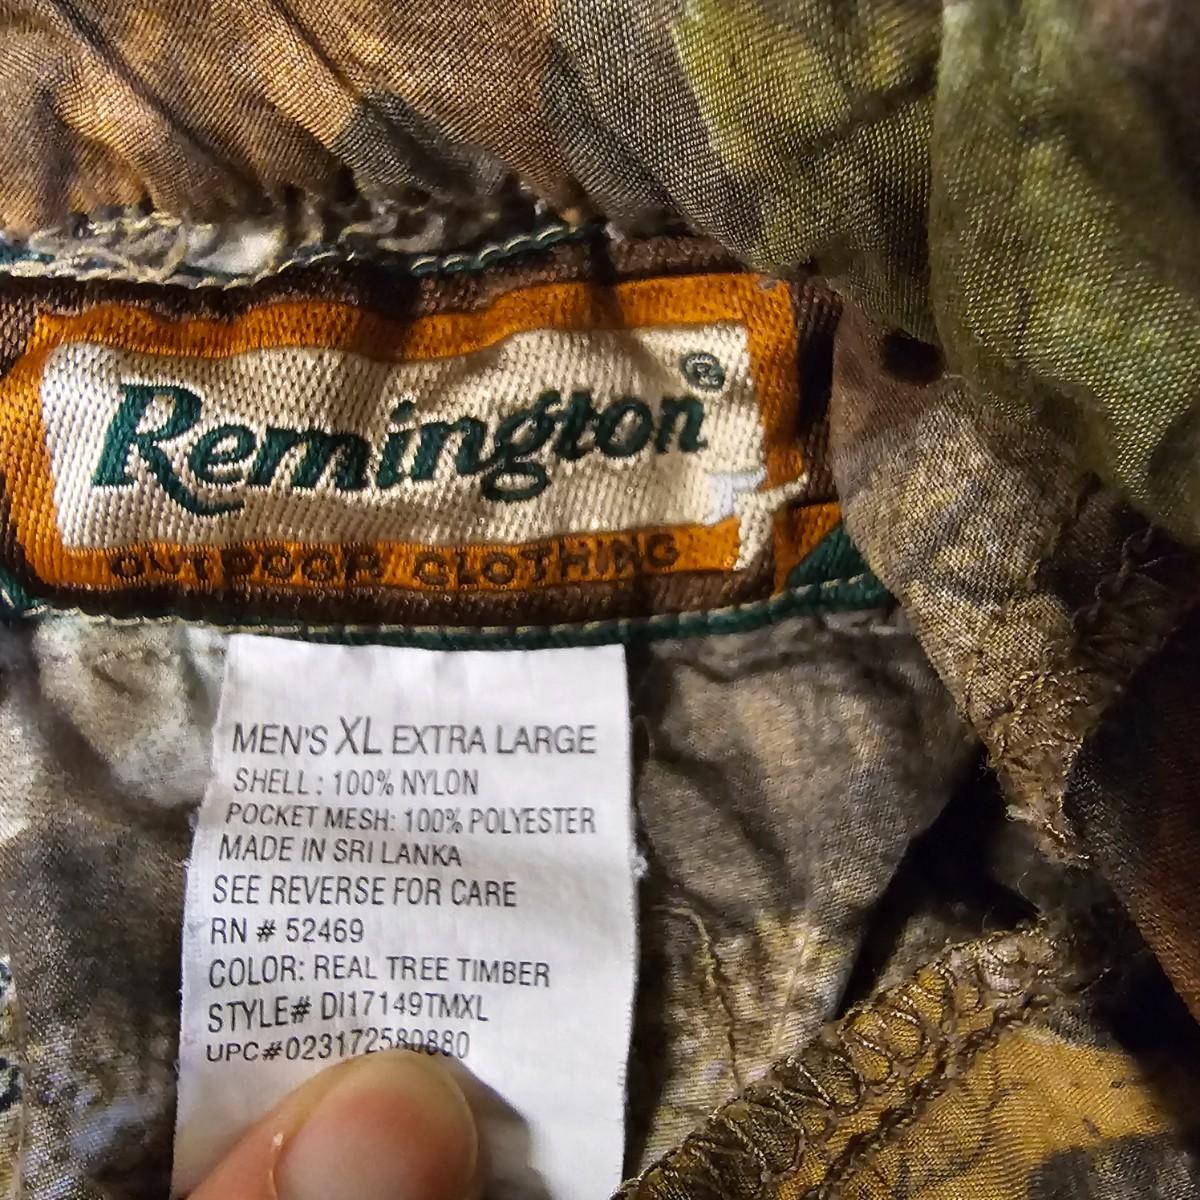 Remington®
OUTDOOR CLOTHING
MEN'S XL EXTRA LARGE
SHELL : 100% NYLON
POCKET MESH: 100% POLYESTER
MADE IN SRI LANKA
SEE REVERSE FOR CARE
RN # 52469
COLOR: REAL TREE TIMBER
STYLE# DI17149TMXL
UPC#023172580880